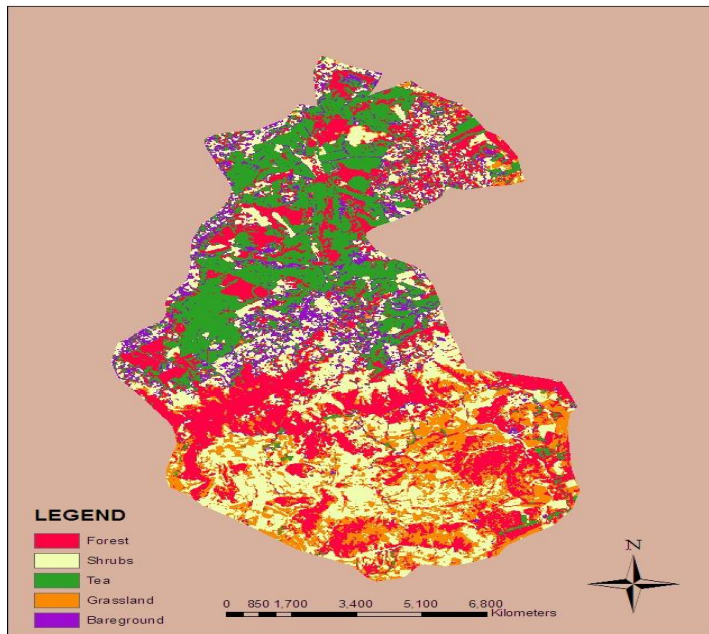 LEGEND
Forest
Shrubs
Tea
Grassland
Bareground
N
0 850 1,700 3,400 5,100 6,800
Kilometers